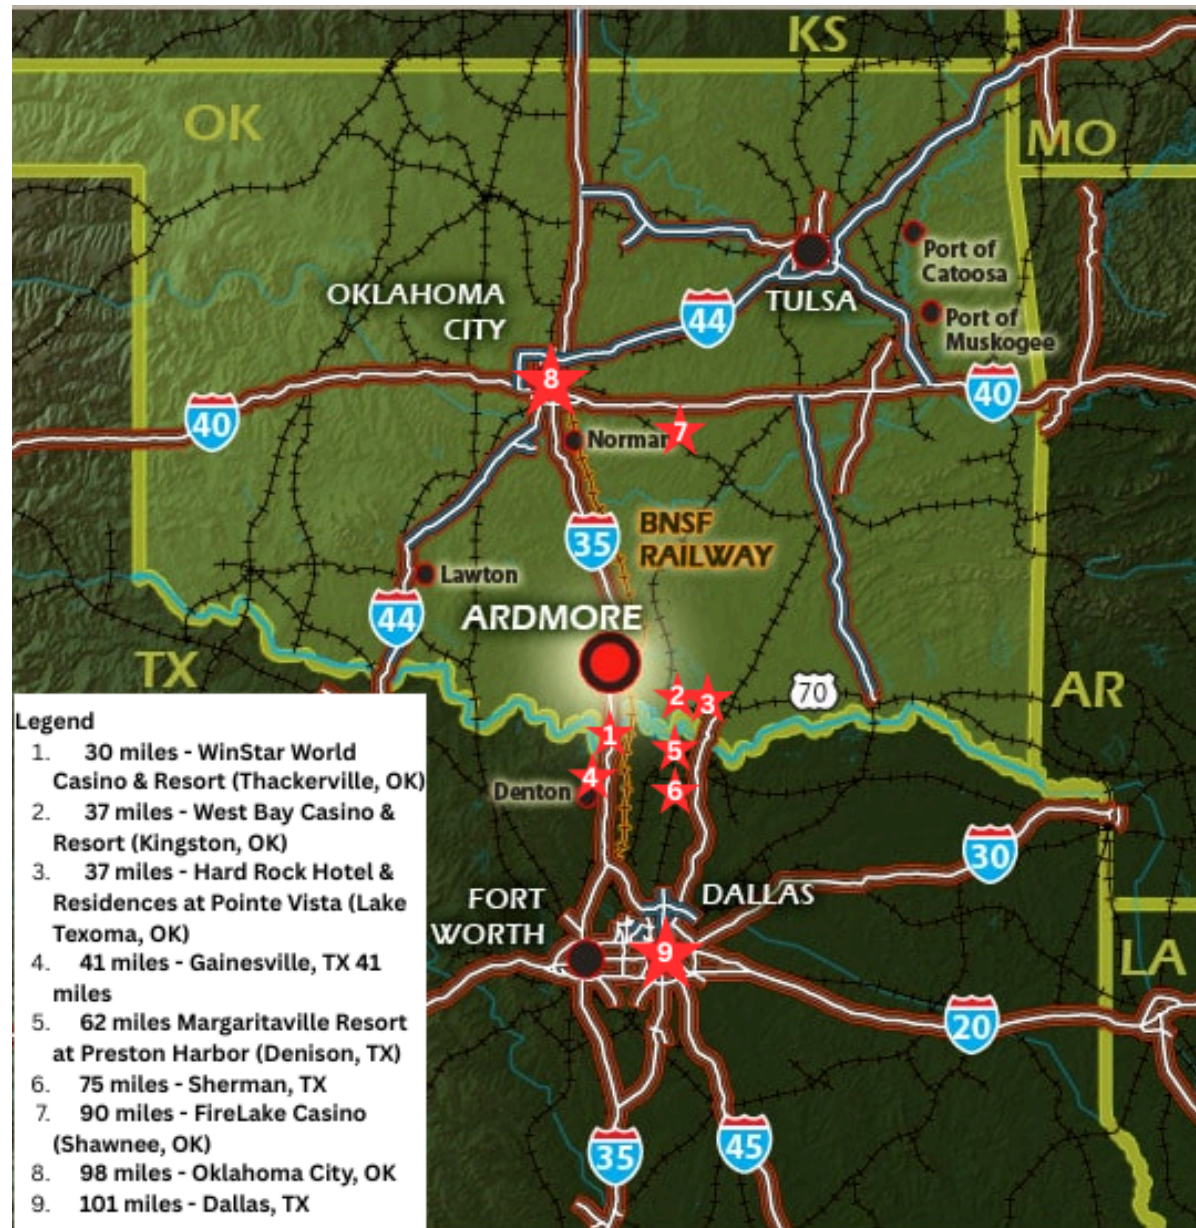 KS
OK
MO
Port of
Catoosa
OKLAHOMA
CITY
44
TULSA
Port of
Muskogee
8
40
40
Norman
7
BNSF
RAILWAY
35
Lawton
44
ARDMORE
TX
2
3
70
AR
1
5
4
Denton
6
30
FORT
WORTH
DALLAS
9
LA
20
35
45
Legend
1. 30 miles - WinStar World
Casino & Resort (Thackerville, OK)
2. 37 miles - West Bay Casino &
Resort (Kingston, OK)
3. 37 miles - Hard Rock Hotel &
Residences at Pointe Vista (Lake
Texoma, OK)
4. 41 miles - Gainesville, TX 41
miles
5. 62 miles Margaritaville Resort
at Preston Harbor (Denison, TX)
6. 75 miles - Sherman, TX
7. 90 miles - FireLake Casino
(Shawnee, OK)
8. 98 miles - Oklahoma City, OK
9. 101 miles - Dallas, TX